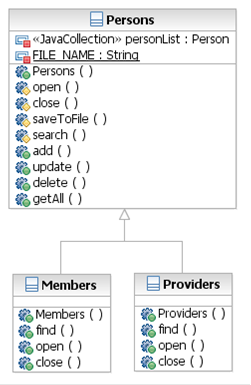 Persons
«JavaCollection» personList : Person
FILE_NAME : String
Persons ( )
open ( )
close ( )
saveToFile ( )
search ( )
add ( )
update ( )
delete ( )
getAll ( )
Members
Members ( )
find ( )
open ( )
close ( )
Providers
Providers ( )
find ( )
open ( )
close ( )